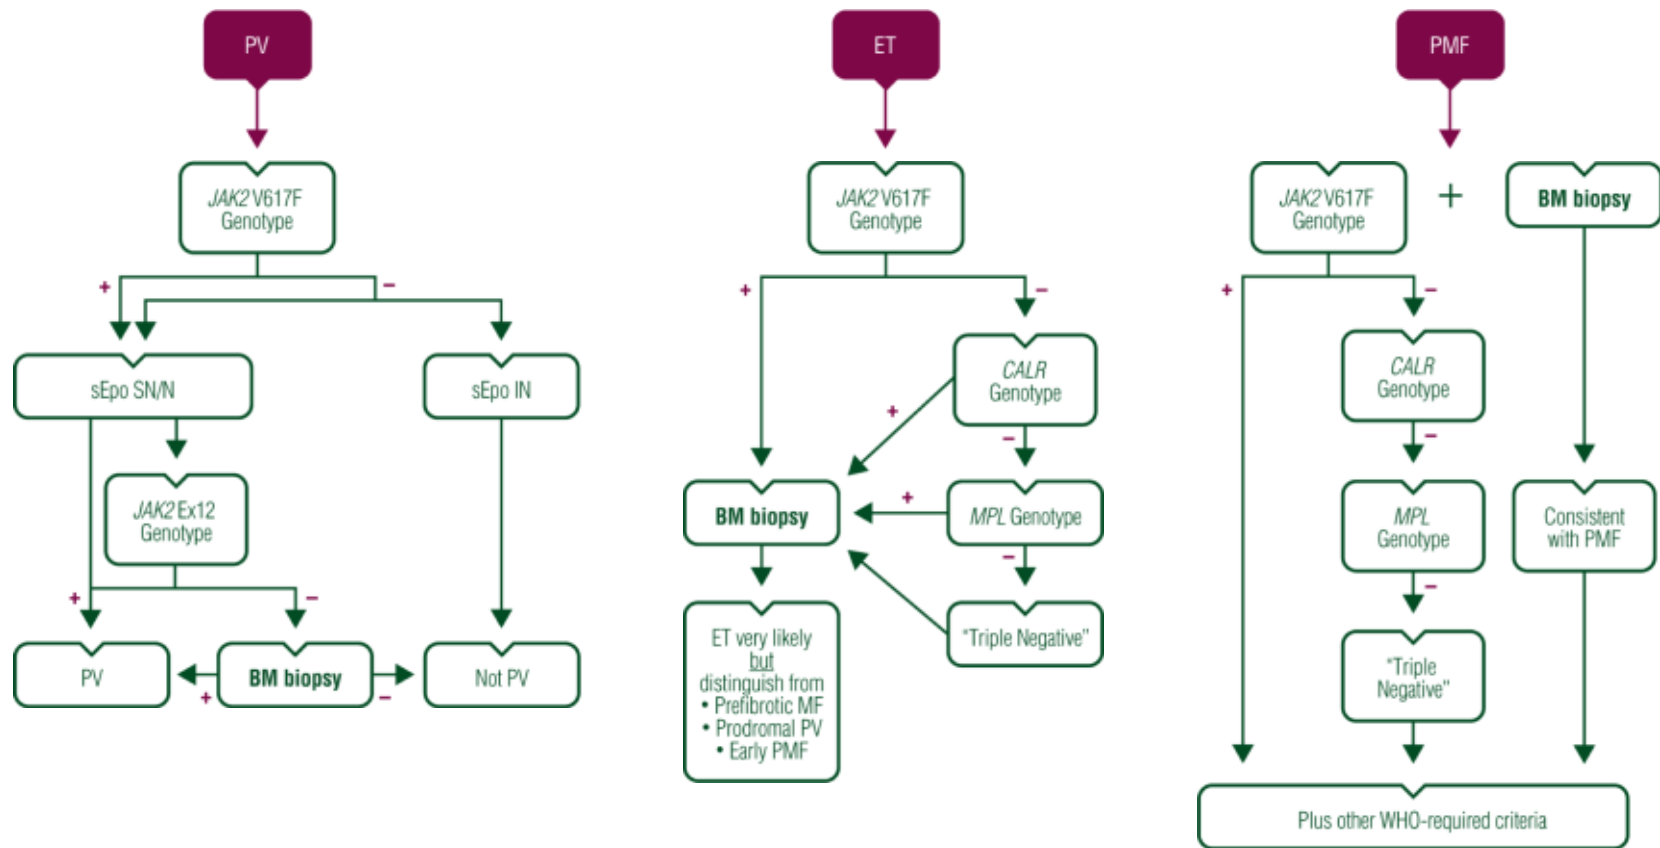 PV
JAK2 V617F
Genotype
+
−
sEpo SN/N
sEpo IN
JAK2 Ex12
Genotype
+
−
PV
+
BM biopsy
−
Not PV
ET
JAK2 V617F
Genotype
+
−
CALR
Genotype
+
−
BM biopsy
+
MPL Genotype
−
ET very likely
but
distinguish from
• Prefibrotic MF
• Prodromal PV
• Early PMF
"Triple Negative"
PMF
JAK2 V617F
Genotype
+
BM biopsy
+
−
CALR
Genotype
−
MPL
Genotype
−
"Triple
Negative"
Consistent
with PMF
Plus other WHO-required criteria